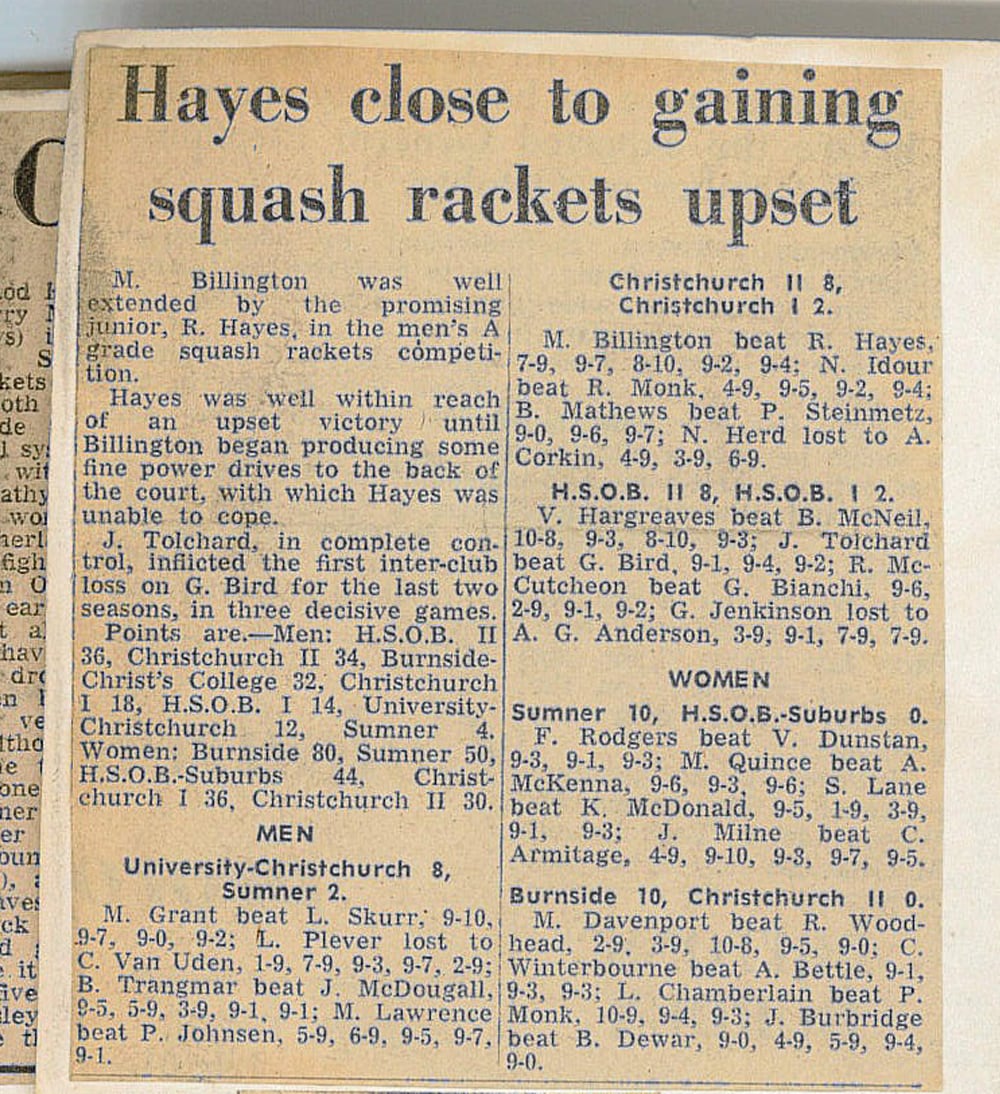 Hayes close to gaining
squash rackets upset
M. Billington was well
extended by the promising
junior, R. Hayes, in the men's A
grade squash rackets competi-
tion.
Hayes was well within reach
of an upset victory until
Billington began producing some
fine power drives to the back of
the court, with which Hayes was
unable to cope.
J. Tolchard, in complete con-
trol, inflicted the first inter-club
loss on G. Bird for the last two
seasons, in three decisive games.
Points are.—Men: H.S.O.B. II
36, Christchurch II 34, Burnside-
Christ's College 32, Christchurch
I 18, H.S.O.B. I 14, University-
Christchurch 12, Sumner 4.
Women: Burnside 80, Sumner 50,
H.S.O.B.-Suburbs 44, Christ-
church I 36, Christchurch II 30.
MEN
University-Christchurch 8,
Sumner 2.
M. Grant beat L. Skurr, 9-10,
9-7, 9-0, 9-2; L. Plever lost to
C. Van Uden, 1-9, 7-9, 9-3, 9-7, 2-9;
B. Trangmar beat J. McDougall,
9-5, 5-9, 3-9, 9-1, 9-1; M. Lawrence
beat P. Johnsen, 5-9, 6-9, 9-5, 9-7,
9-1.
Christchurch II 8,
Christchurch I 2.
M. Billington beat R. Hayes,
7-9, 9-7, 8-10, 9-2, 9-4; N. Idour
beat R. Monk, 4-9, 9-5, 9-2, 9-4;
B. Mathews beat P. Steinmetz,
9-0, 9-6, 9-7; N. Herd lost to A.
Corkin, 4-9, 3-9, 6-9.
H.S.O.B. II 8, H.S.O.B. I 2.
V. Hargreaves beat B. McNeil,
10-8, 9-3, 8-10, 9-3; J. Tolchard
beat G. Bird, 9-1, 9-4, 9-2; R. Mc-
Cutcheon beat G. Bianchi, 9-6,
2-9, 9-1, 9-2; G. Jenkinson lost to
A. G. Anderson, 3-9, 9-1, 7-9, 7-9.
WOMEN
Sumner 10, H.S.O.B.-Suburbs 0.
F. Rodgers beat V. Dunstan,
9-3, 9-1, 9-3; M. Quince beat A.
McKenna, 9-6, 9-3, 9-6; S. Lane
beat K. McDonald, 9-5, 1-9, 3-9,
9-1, 9-3; J. Milne beat C.
Armitage, 4-9, 9-10, 9-3, 9-7, 9-5.
Burnside 10, Christchurch II 0.
M. Davenport beat R. Wood-
head, 2-9, 3-9, 10-8, 9-5, 9-0; C.
Winterbourne beat A. Bettle, 9-1,
9-3, 9-3; L. Chamberlain beat P.
Monk, 10-9, 9-4, 9-3; J. Burbridge
beat B. Dewar, 9-0, 4-9, 5-9, 9-4,
9-0.